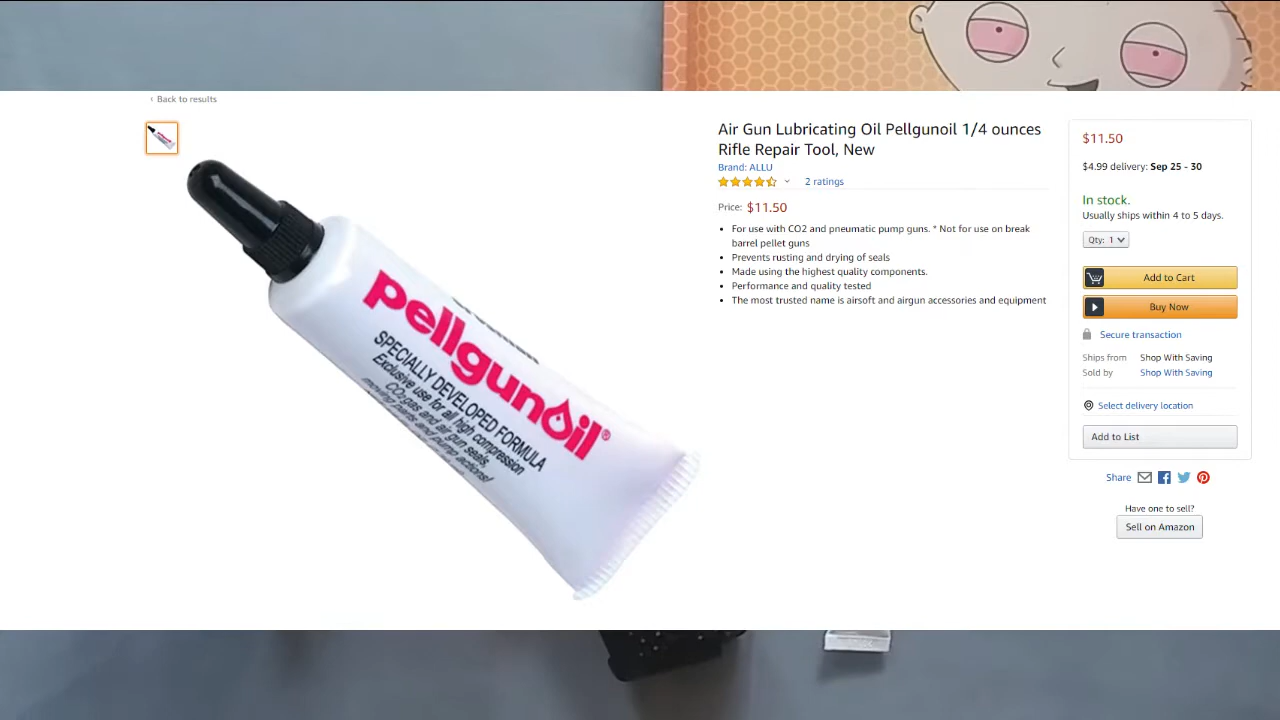 ‹ Back to results
Air Gun Lubricating Oil Pellgunoil 1/4 ounces
Rifle Repair Tool, New
Brand: ALLU
2 ratings
Price: $11.50
• For use with CO2 and pneumatic pump guns. * Not for use on break
barrel pellet guns
• Prevents rusting and drying of seals
• Made using the highest quality components.
• Performance and quality tested
• The most trusted name is airsoft and airgun accessories and equipment
$11.50
$4.99 delivery: Sep 25 - 30
In stock.
Usually ships within 4 to 5 days.
Qty: 1
Add to Cart
Buy Now
Secure transaction
Ships from Shop With Saving
Sold by Shop With Saving
Select delivery location
Add to List
Share
Have one to sell?
Sell on Amazon
pellgunoil®
SPECIALLY DEVELOPED FORMULA
Exclusive use for all high compression
CO2 gas and air gun seals,
moving parts and pump actions!